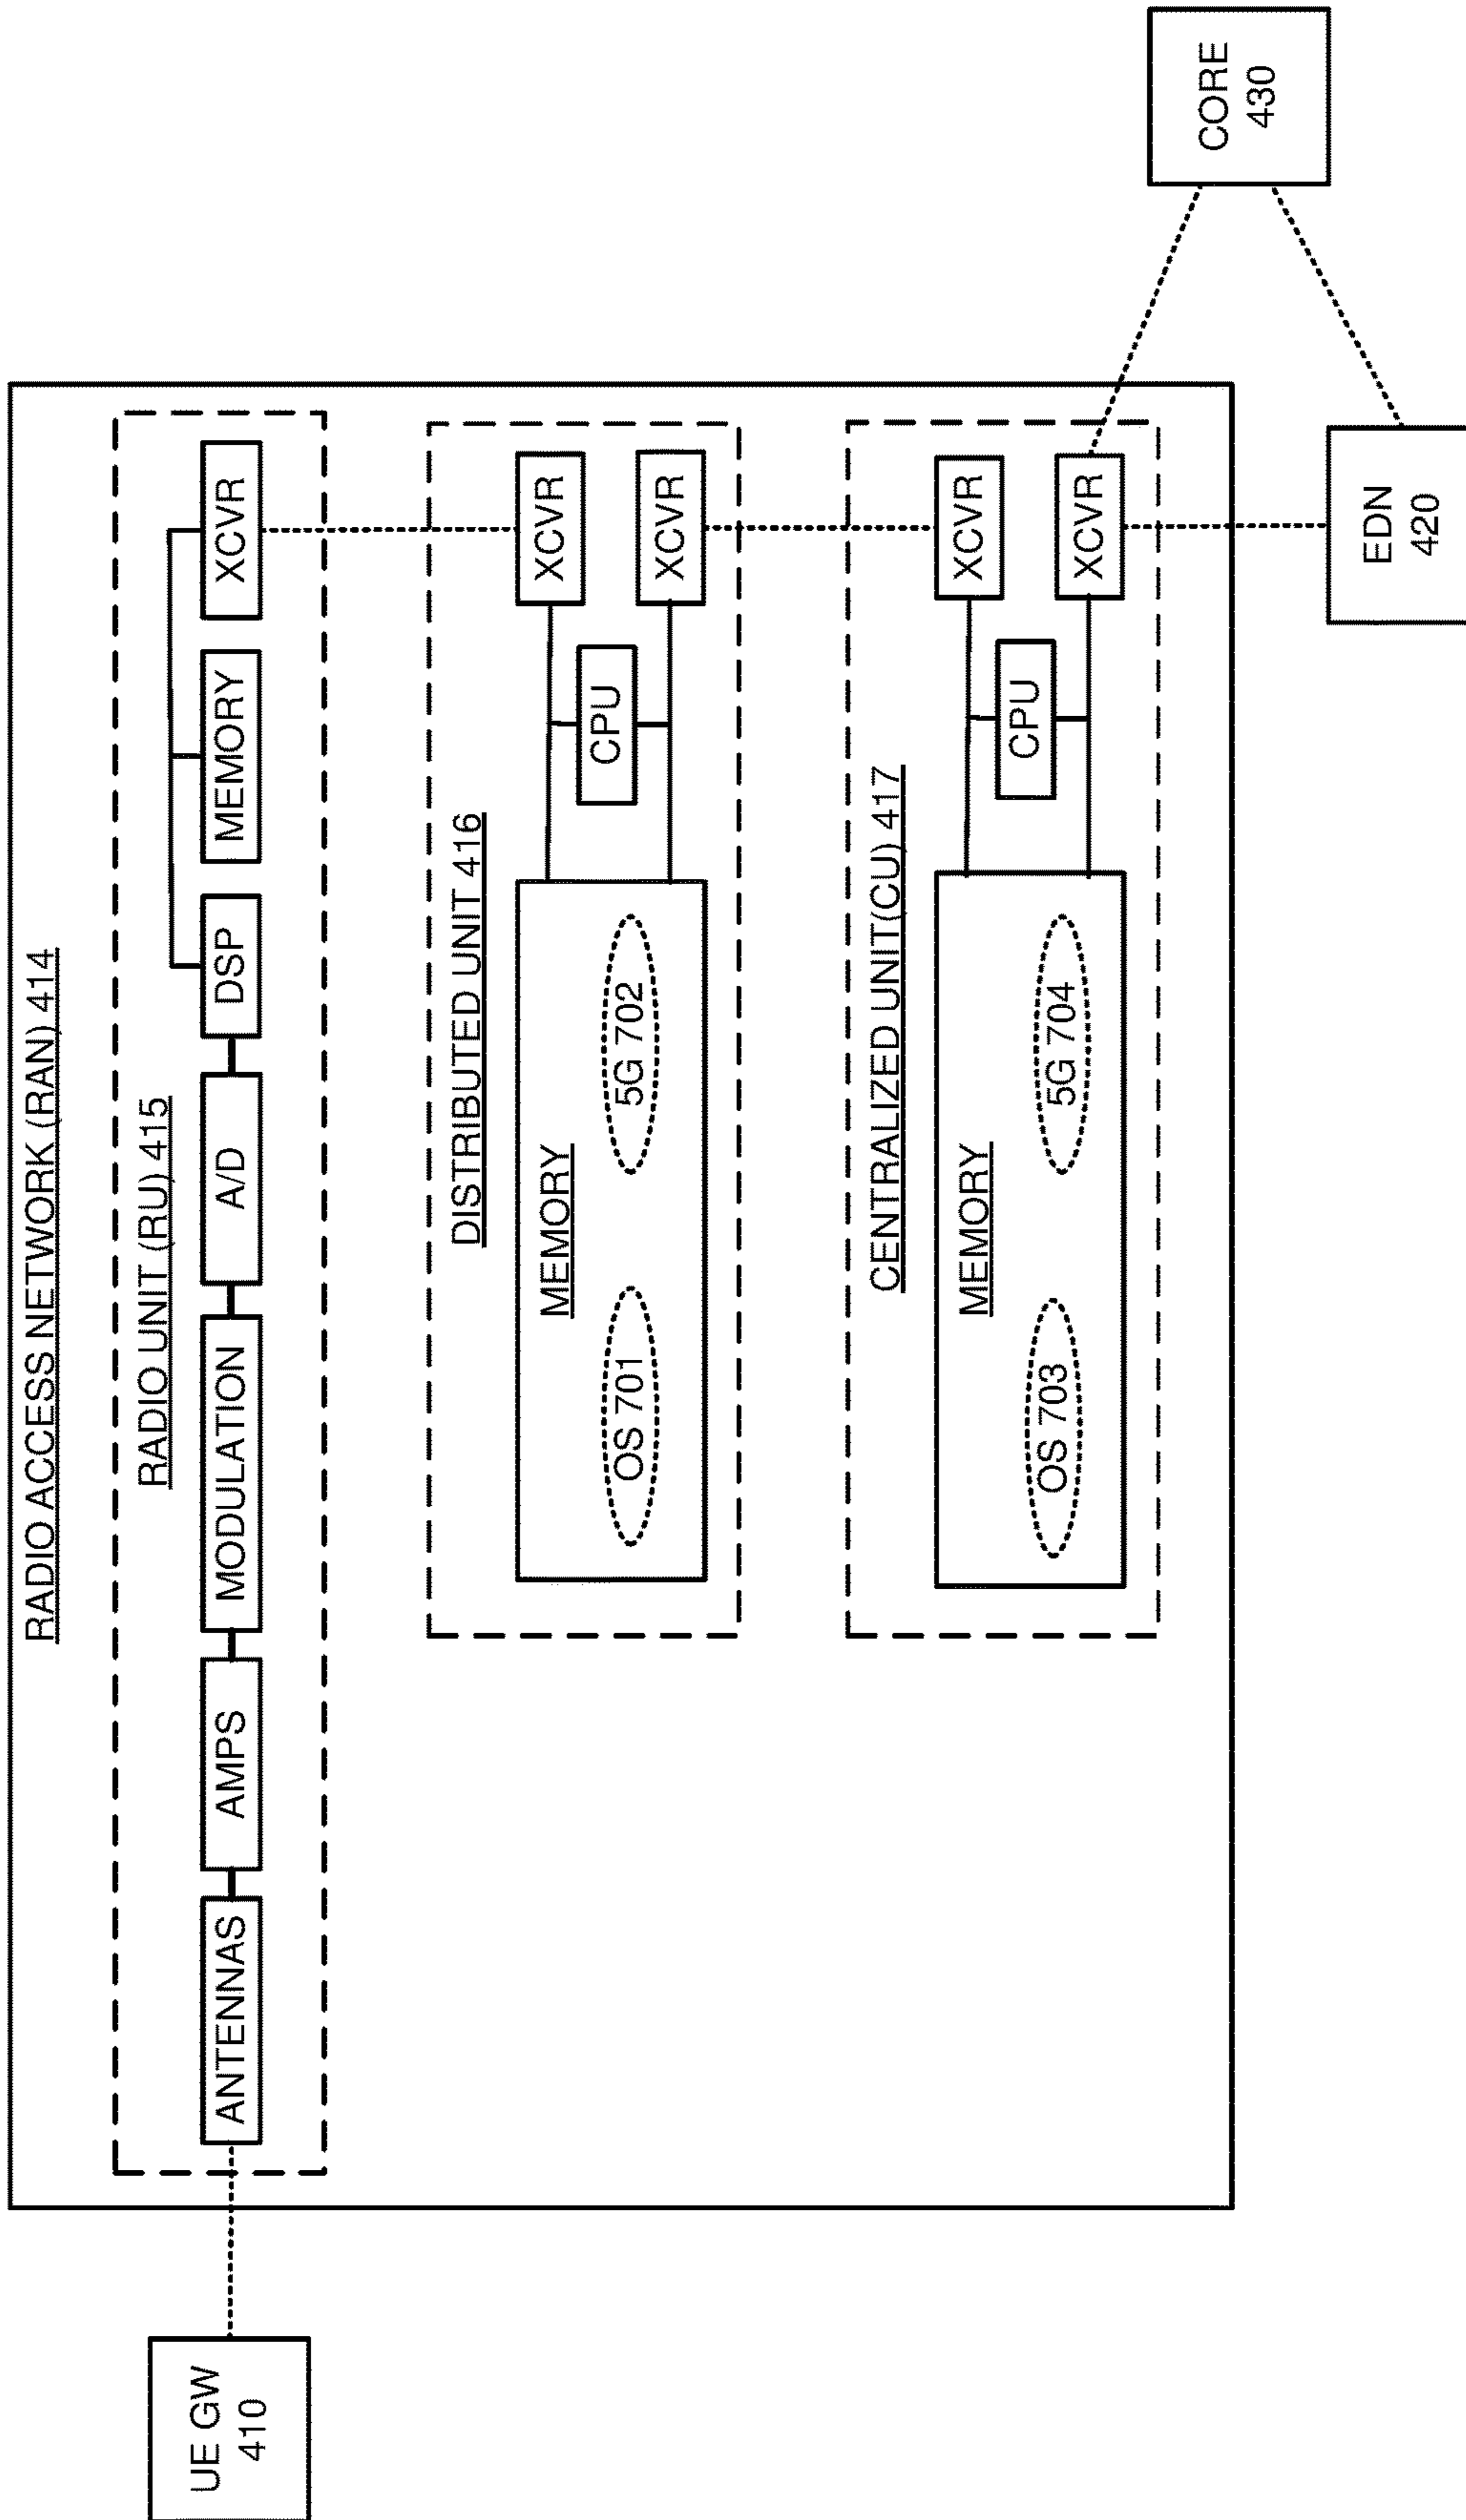 RADIO ACCESS NETWORK (RAN) 414
RADIO UNIT (RU) 415
UE GW
410
ANTENNAS
AMPS
MODULATION
A/D
DSP
MEMORY
XCVR
DISTRIBUTED UNIT 416
MEMORY
OS 701
5G 702
CPU
XCVR
XCVR
CENTRALIZED UNIT(CU) 417
MEMORY
OS 703
5G 704
CPU
XCVR
XCVR
CORE
430
EDN
420